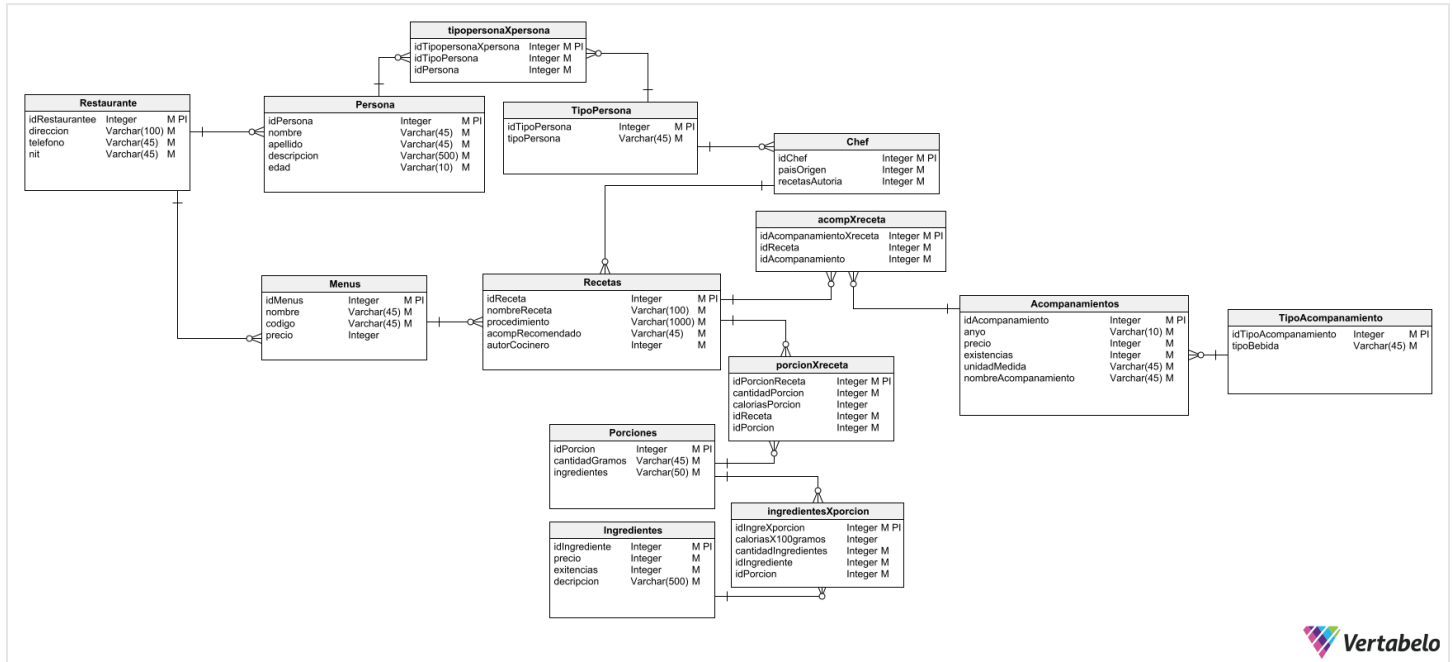 tipopersonaXpersona
idTipopersonaXpersona Integer M PI
idTipoPersona Integer M
idPersona Integer M
Restaurante
idRestaurantee Integer M PI
direccion Varchar(100) M
telefono Varchar(45) M
nit Varchar(45) M
Persona
idPersona Integer M PI
nombre Varchar(45) M
apellido Varchar(45) M
descripcion Varchar(500) M
edad Varchar(10) M
TipoPersona
idTipoPersona Integer M PI
tipoPersona Varchar(45) M
Chef
idChef Integer M PI
paisOrigen Integer M
recetasAutoria Integer M
acompXreceta
idAcompanamientoXreceta Integer M PI
idReceta Integer M
idAcompanamiento Integer M
Menus
idMenus Integer M PI
nombre Varchar(45) M
codigo Varchar(45) M
precio Integer
Recetas
idReceta Integer M PI
nombreReceta Varchar(100) M
procedimiento Varchar(1000) M
acompRecomendado Varchar(45) M
autorCocinero Integer M
Acompanamientos
idAcompanamiento Integer M PI
anyo Varchar(10) M
precio Integer M
existencias Integer M
unidadMedida Varchar(45) M
nombreAcompanamiento Varchar(45) M
TipoAcompanamiento
idTipoAcompanamiento Integer M PI
tipoBebida Varchar(45) M
porcionXreceta
idPorcionReceta Integer M PI
cantidadPorcion Integer M
caloriasPorcion Integer
idReceta Integer M
idPorcion Integer M
Porciones
idPorcion Integer M PI
cantidadGramos Varchar(45) M
ingredientes Varchar(50) M
ingredientesXporcion
idIngreXporcion Integer M PI
caloriasX100gramos Integer
cantidadIngredientes Integer M
idIngrediente Integer M
idPorcion Integer M
Ingredientes
idIngrediente Integer M PI
precio Integer M
exitencias Integer M
decripcion Varchar(500) M
Vertabelo